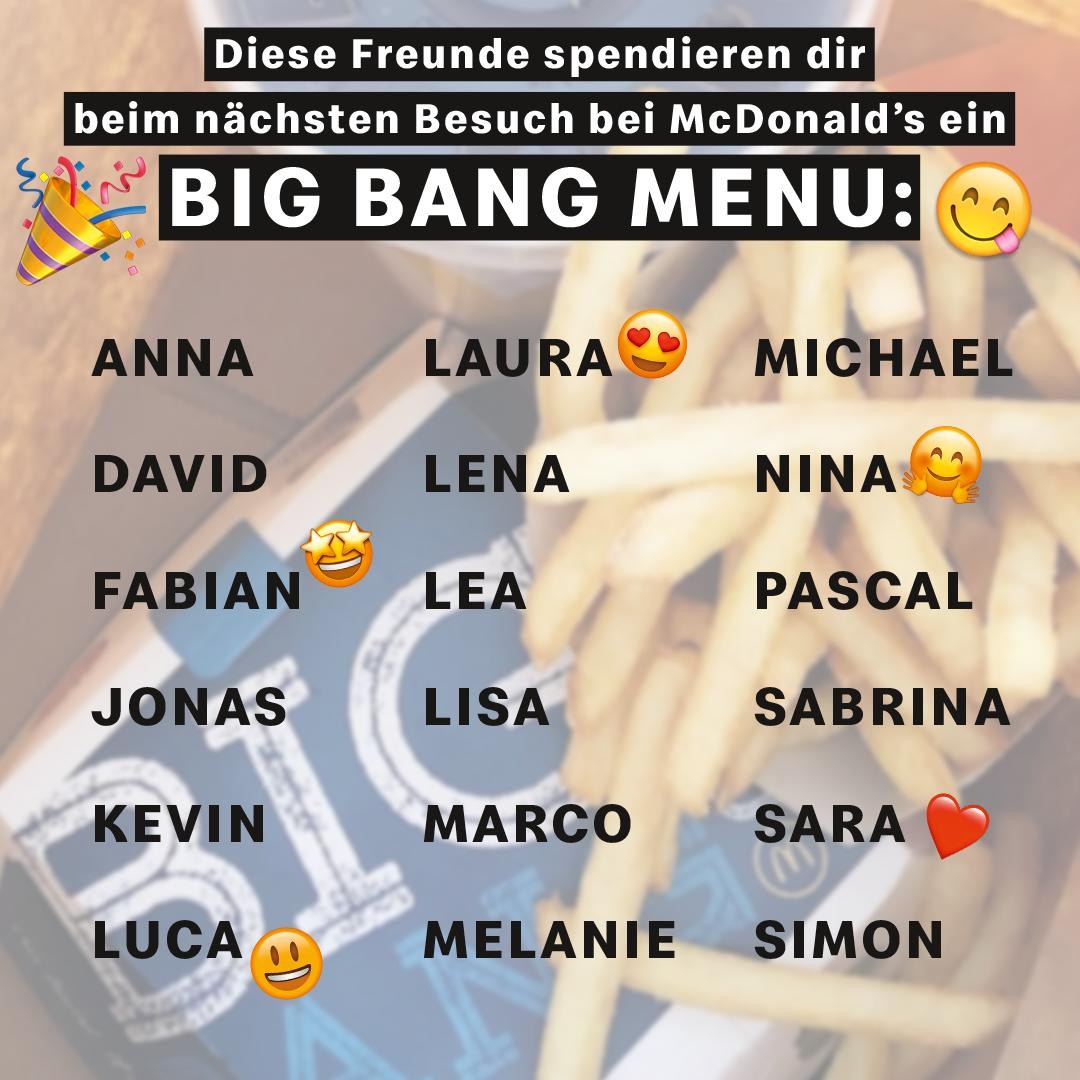 Diese Freunde spendieren dir
beim nächsten Besuch bei McDonald’s ein
BIG BANG MENU:
ANNA LAURA MICHAEL
DAVID LENA NINA
FABIAN LEA PASCAL
JONAS LISA SABRINA
KEVIN MARCO SARA
LUCA MELANIE SIMON
BIG